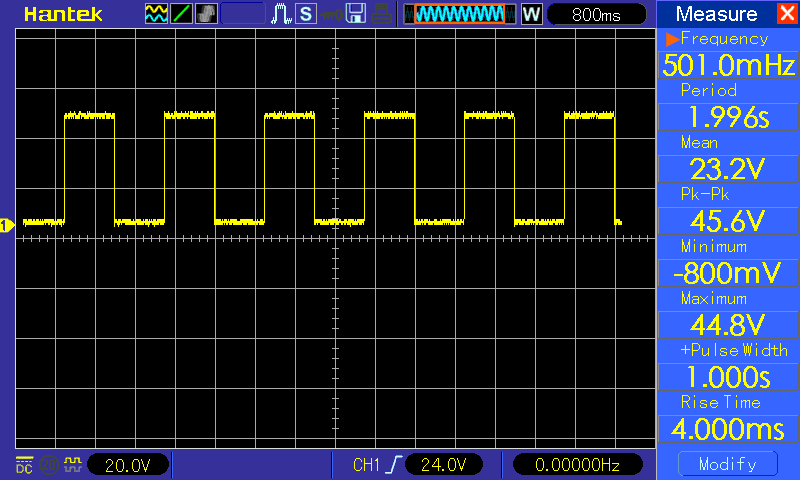 Hantek S W 800ms Measure
Frequency
501.0mHz
Period
1.996s
Mean
23.2V
Pk-Pk
45.6V
Minimum
-800mV
Maximum
44.8V
+Pulse Width
1.000s
Rise Time
4.000ms
1
DC 20.0V CH1 24.0V 0.00000Hz Modify